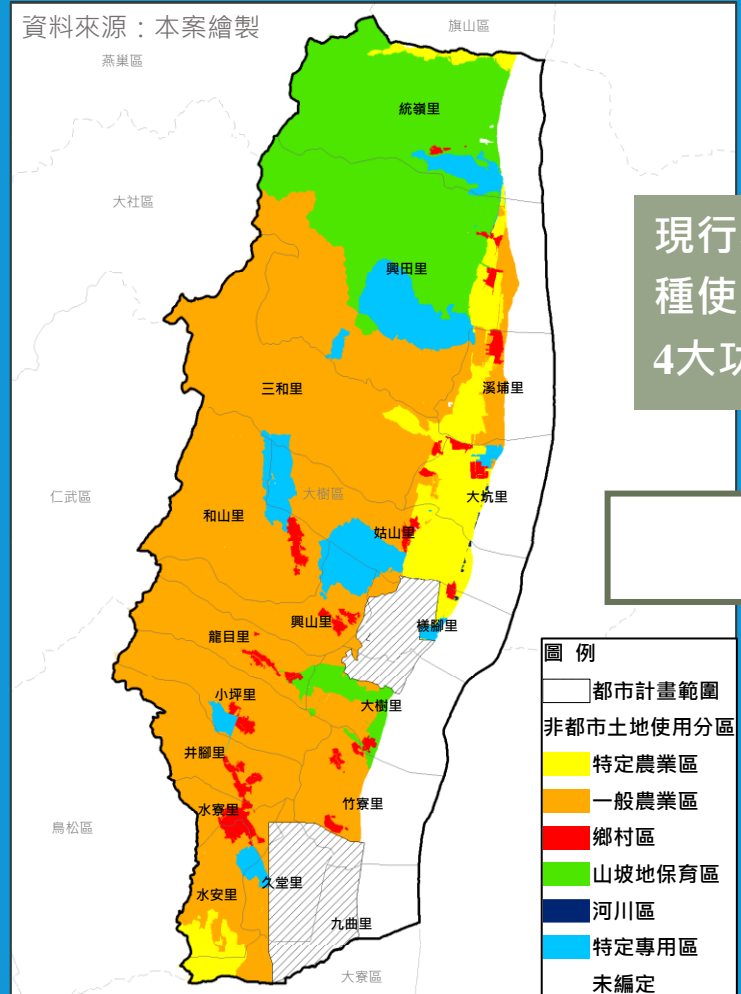 資料來源：本案繪製
旗山區
燕巢區
統嶺里
大社區
現行
種使
4大功
興田里
三和里
溪埔里
仁武區
大樹區
大坑里
和山里
姑山里
興山里
樣腳里
龍目里
圖 例
小坪里
大樹里
都市計畫範圍
井腳里
非都市土地使用分區
特定農業區
水寮里
竹寮里
一般農業區
鳥松區
鄉村區
久堂里
山坡地保育區
水安里
九曲里
河川區
特定專用區
大寮區
未編定